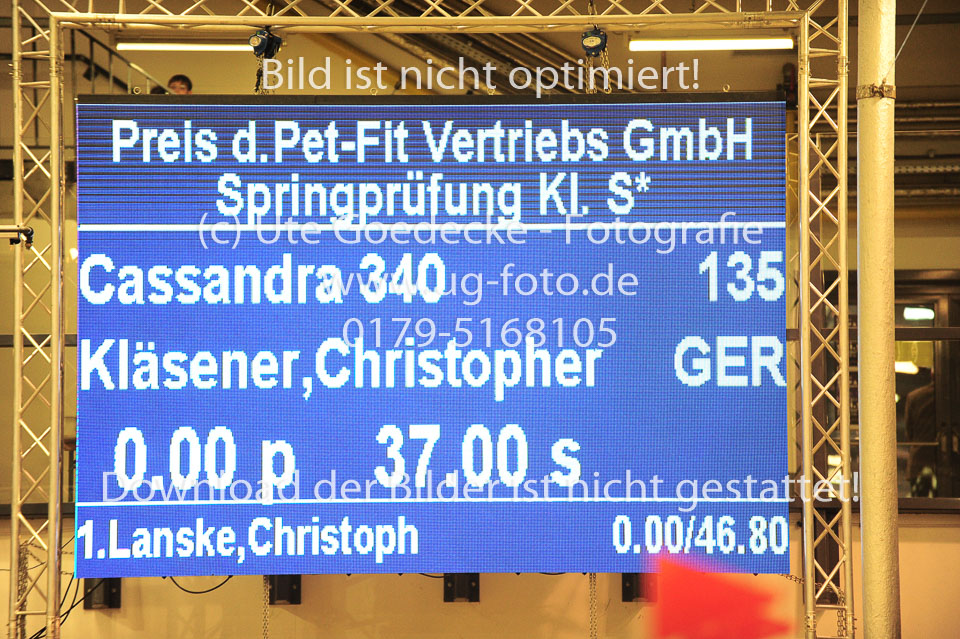 Bild ist nicht optimiert!
Preis d.Pet-Fit Vertriebs GmbH
Springprüfung Kl. S*
(c) Ute Goedecke - Fotografie
Cassandra 340 135
www.ug-foto.de
0179-5168105
Kläsener,Christopher GER
0.00 p 37.00 s
Download der Bilder ist nicht gestattet!
1.Lanske,Christoph 0.00/46.80